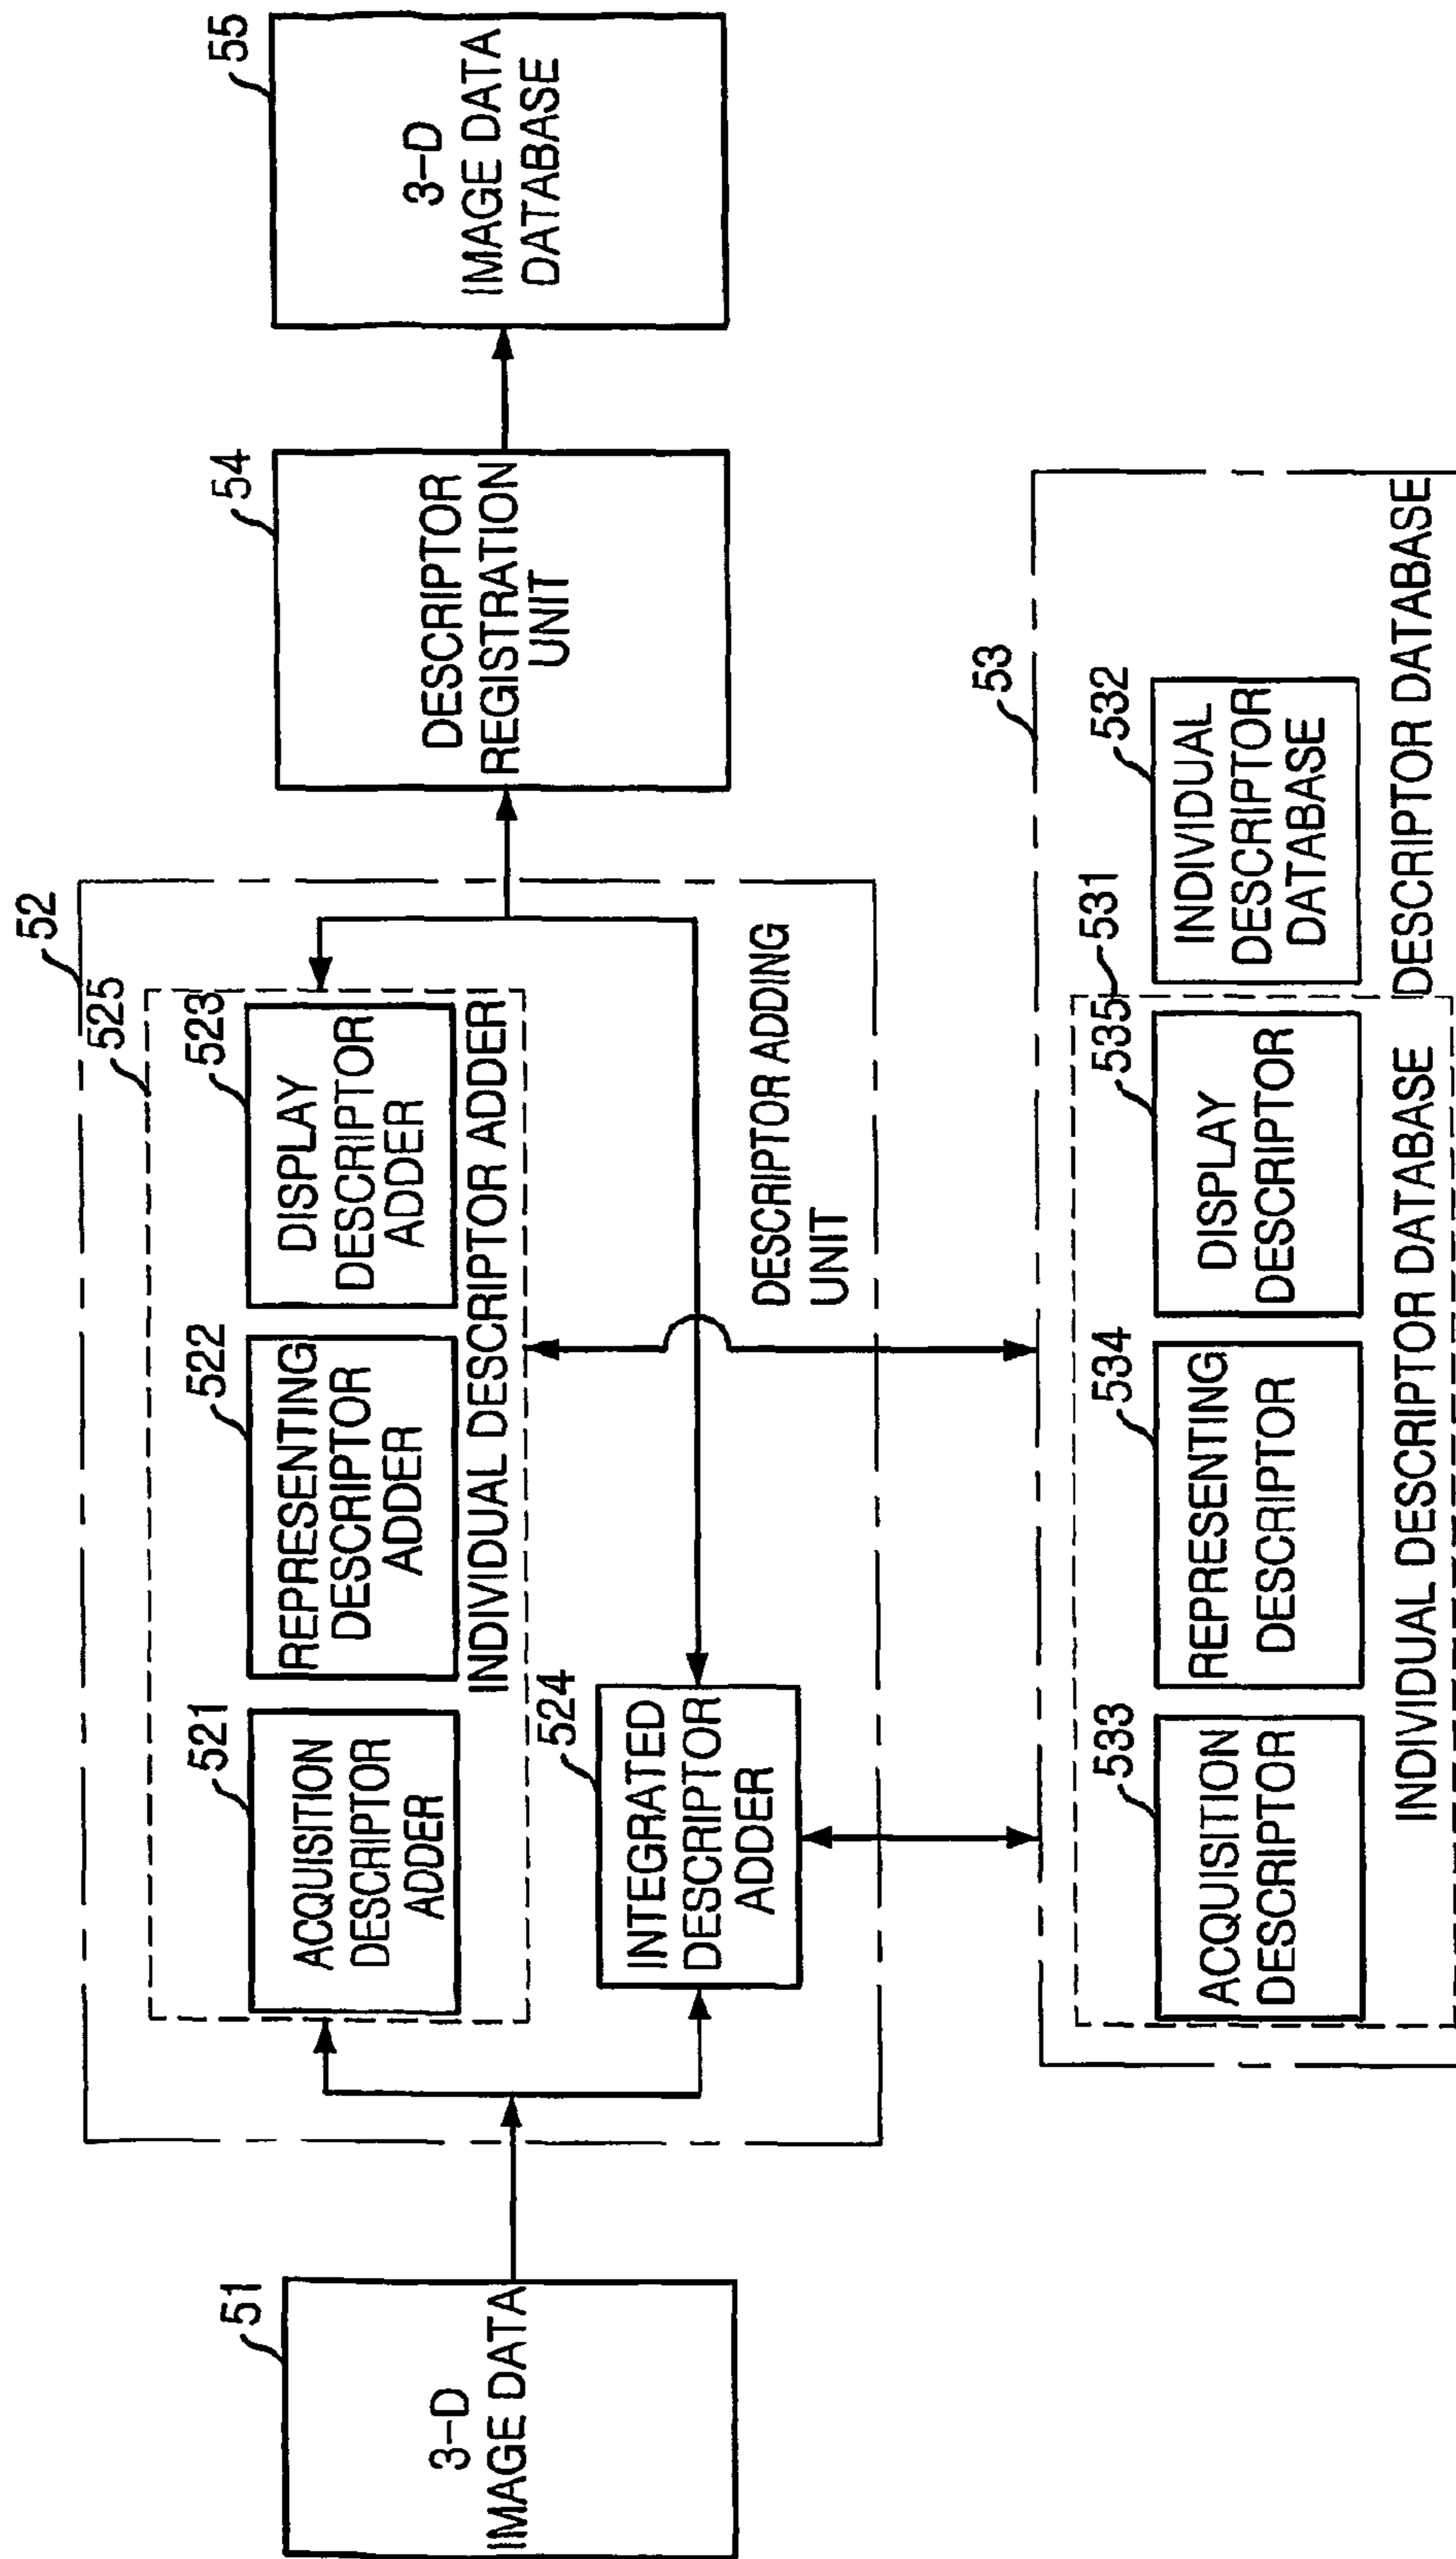 51
3-D
IMAGE DATA
52
525
521
ACQUISITION
DESCRIPTOR
ADDER
522
REPRESENTING
DESCRIPTOR
ADDER
523
DISPLAY
DESCRIPTOR
ADDER
INDIVIDUAL DESCRIPTOR ADDER
524
INTEGRATED
DESCRIPTOR
ADDER
DESCRIPTOR ADDING
UNIT
54
DESCRIPTOR
REGISTRATION
UNIT
55
3-D
IMAGE DATA
DATABASE
53
533
ACQUISITION
DESCRIPTOR
534
REPRESENTING
DESCRIPTOR
535
DISPLAY
DESCRIPTOR
531
INDIVIDUAL DESCRIPTOR DATABASE
532
INDIVIDUAL
DESCRIPTOR
DATABASE
DESCRIPTOR DATABASE